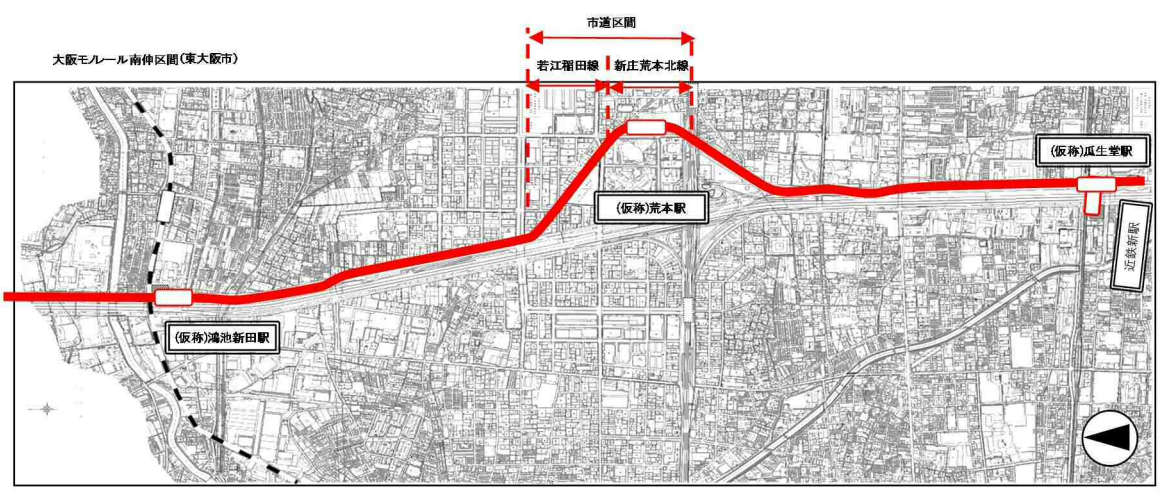 市道区間
大阪モノレール南伸区間(東大阪市)
若江稲田線
新庄荒本北線
(仮称)瓜生堂駅
(仮称)荒本駅
近鉄新駅
(仮称)鴻池新田駅